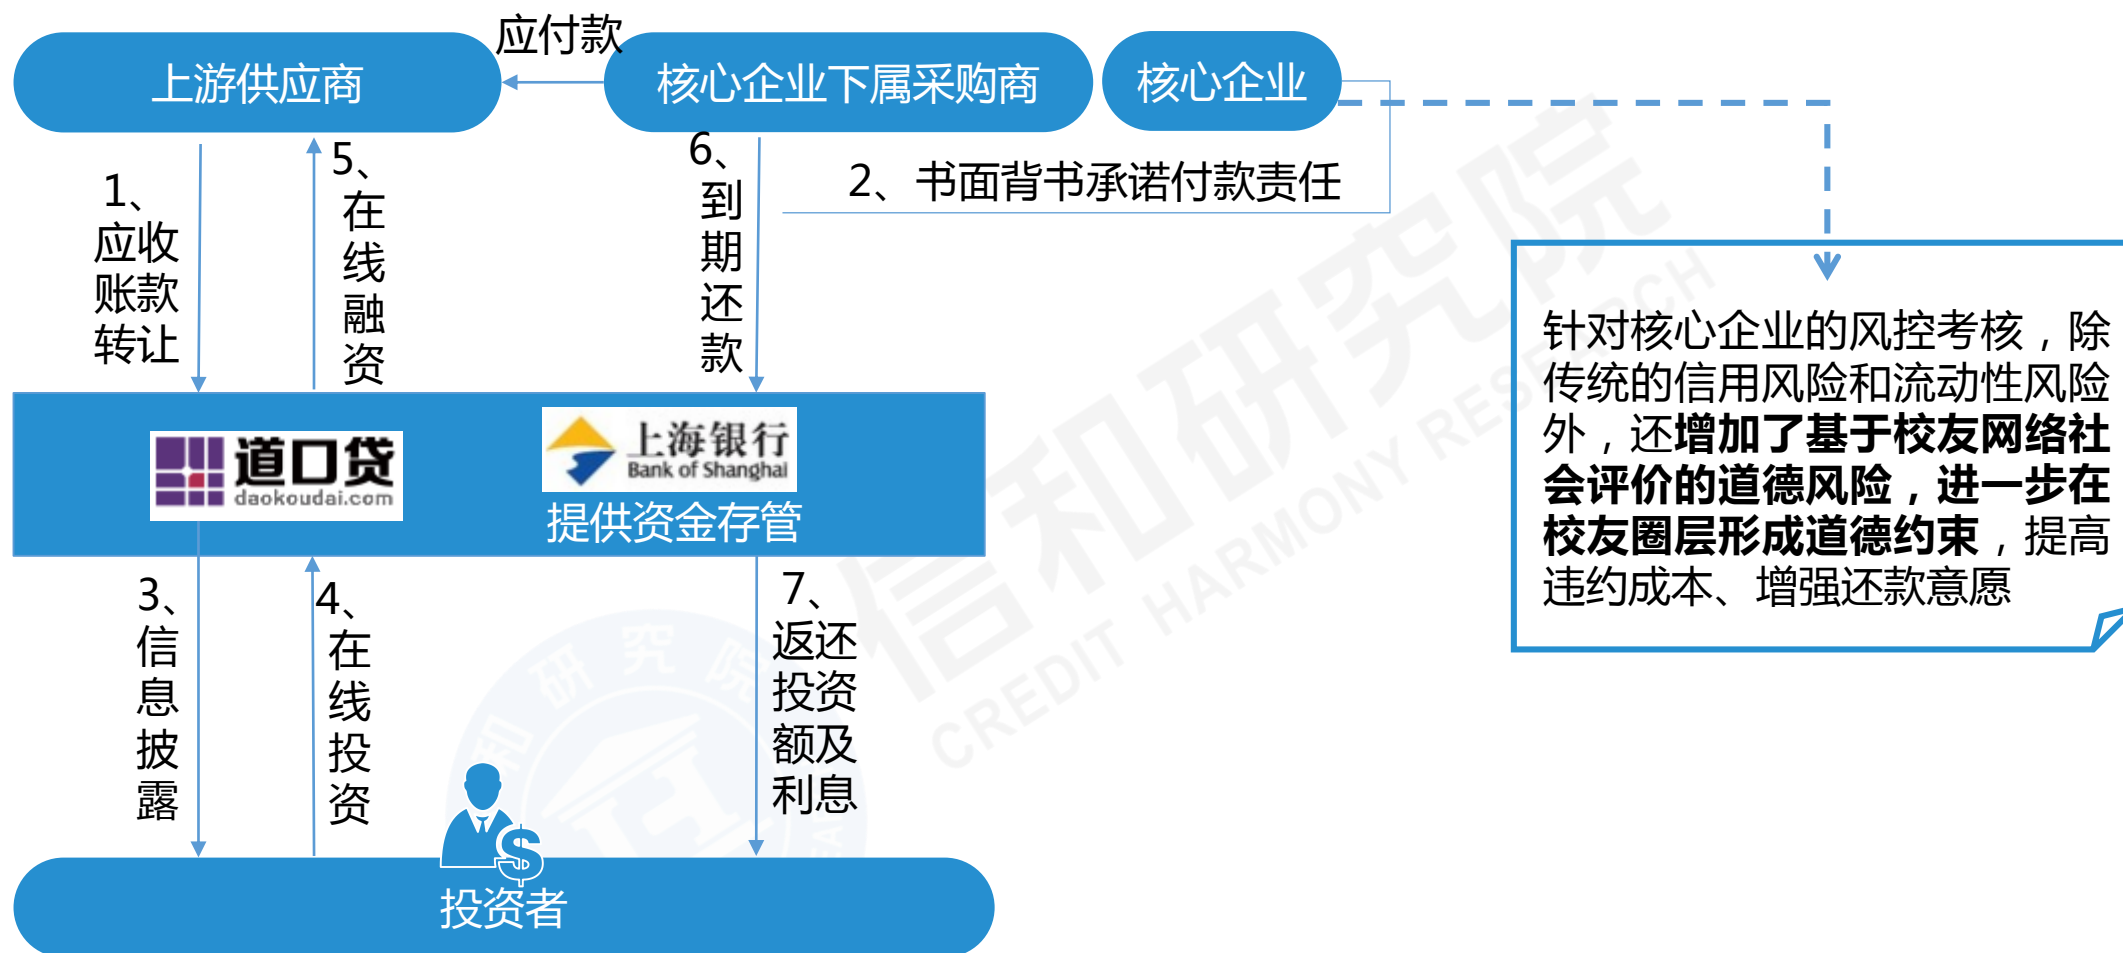 应付款
上游供应商
核心企业下属采购商
核心企业
1、
应收
账款
转让
5、
在
线
融
资
6、
到
期
还
款
2、书面背书承诺付款责任
针对核心企业的风控考核，除
传统的信用风险和流动性风险
外，还增加了基于校友网络社
会评价的道德风险，进一步在
校友圈层形成道德约束，提高
违约成本、增强还款意愿
道口贷
daokoudai.com
上海银行
Bank of Shanghai
提供资金存管
3、
信
息
披
露
4、
在
线
投
资
7、
返还
投资
额及
利息
$
投资者
信和研究院
CREDIT HARMONY RESEARCH
和研究院